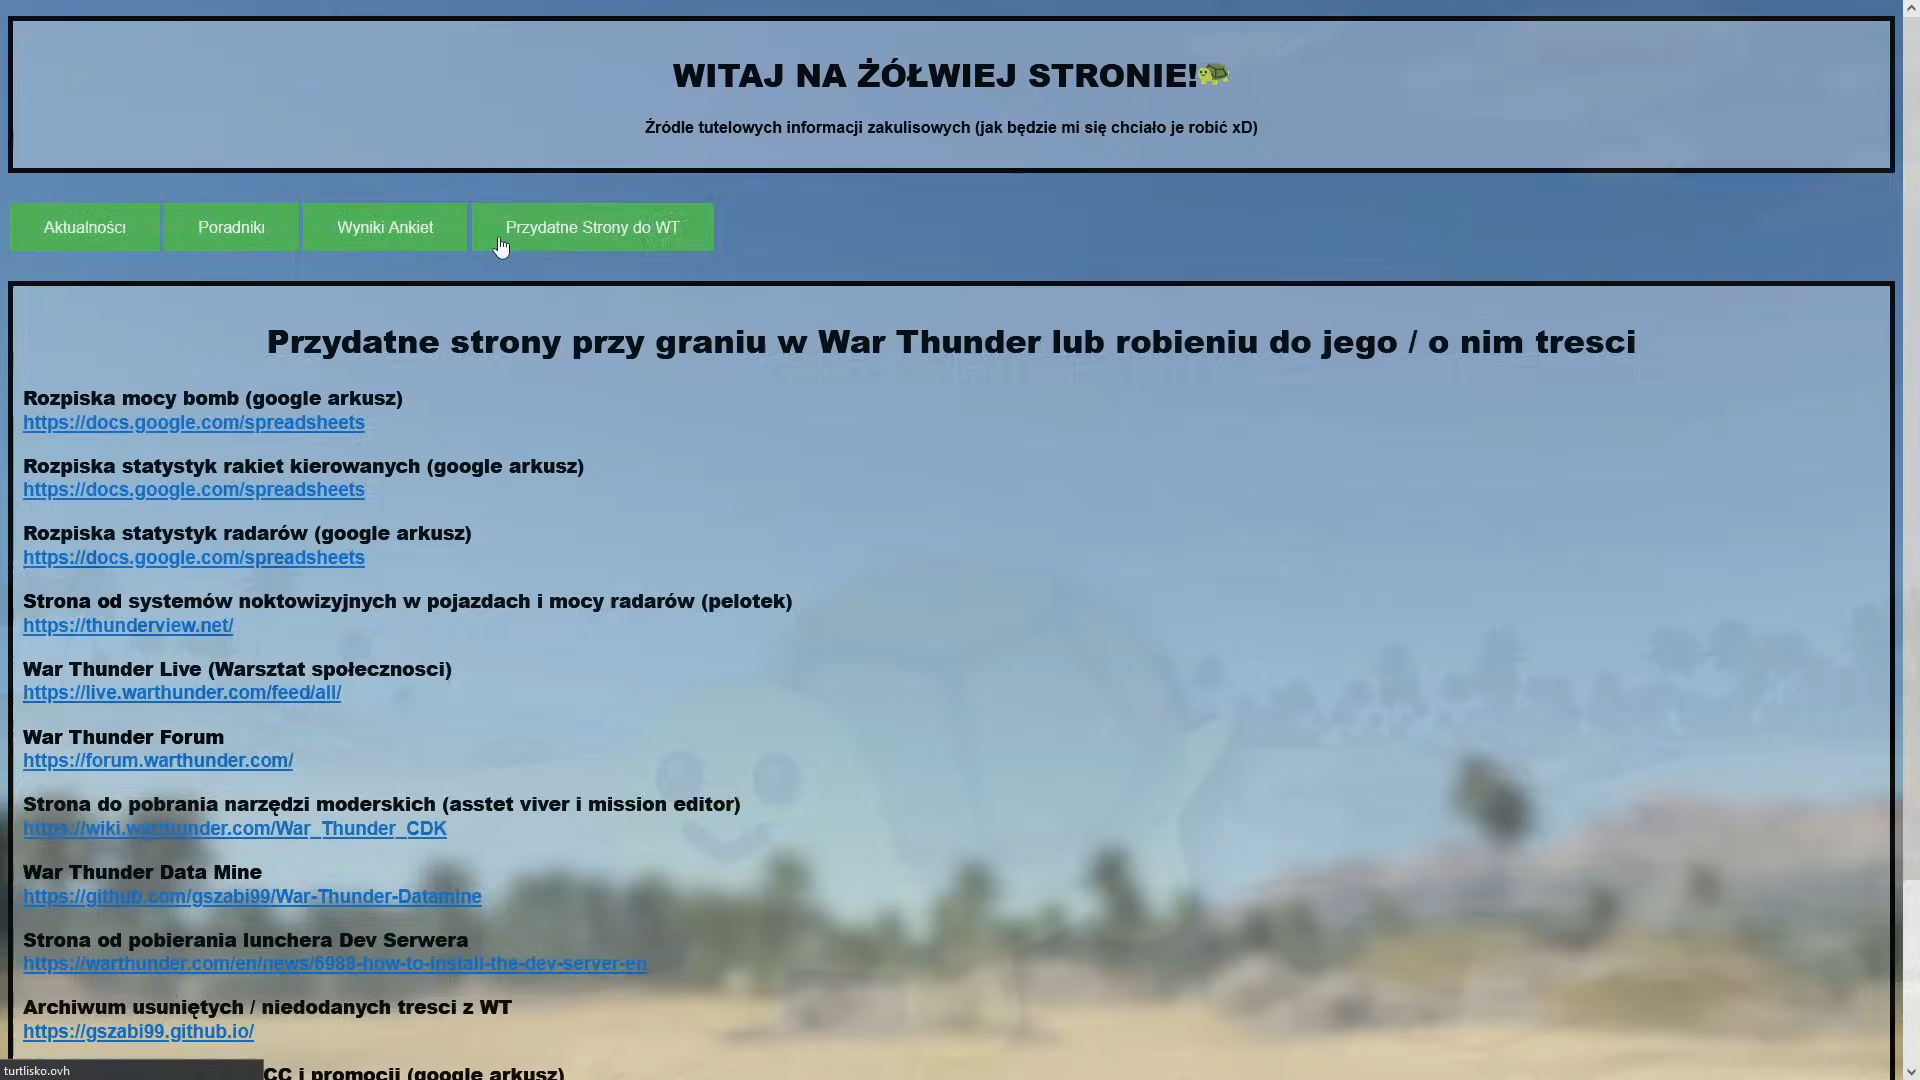 WITAJ NA ŻÓŁWIEJ STRONIE!
Źródle tutelowych informacji zakulisowych (jak będzie mi się chciało je robić xD)
Aktualności Poradniki Wyniki Ankiet Przydatne Strony do WT
Przydatne strony przy graniu w War Thunder lub robieniu do jego / o nim tresci
Rozpiska mocy bomb (google arkusz)
https://docs.google.com/spreadsheets
Rozpiska statystyk rakiet kierowanych (google arkusz)
https://docs.google.com/spreadsheets
Rozpiska statystyk radarów (google arkusz)
https://docs.google.com/spreadsheets
Strona od systemów noktowizyjnych w pojazdach i mocy radarów (pelotek)
https://thunderview.net/
War Thunder Live (Warsztat społecznosci)
https://live.warthunder.com/feed/all/
War Thunder Forum
https://forum.warthunder.com/
Strona do pobrania narzędzi moderskich (asstet viver i mission editor)
https://wiki.warthunder.com/War_Thunder_CDK
War Thunder Data Mine
https://github.com/gszabi99/War-Thunder-Datamine
Strona od pobierania lunchera Dev Serwera
https://warthunder.com/en/news/6988-how-to-install-the-dev-server-en
Archiwum usuniętych / niedodanych tresci z WT
https://gszabi99.github.io/
CC i promocji (google arkusz)
turtlisko.ovh